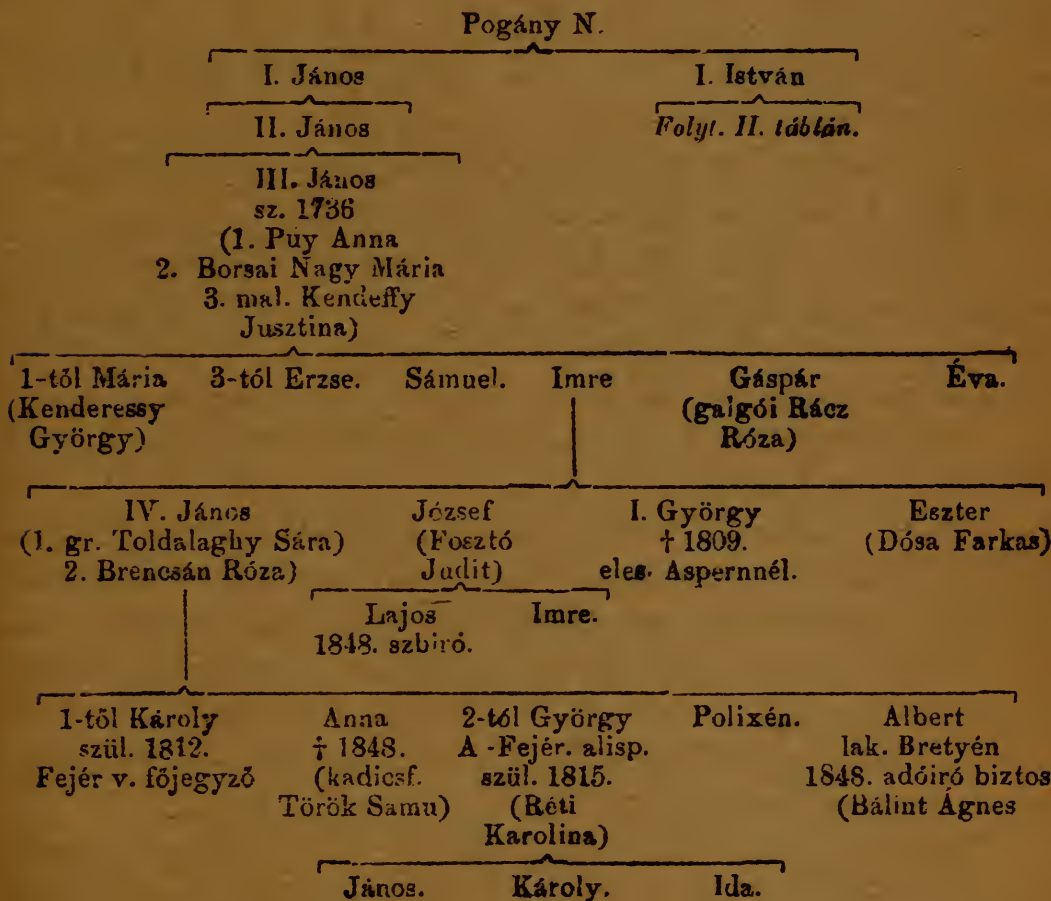 Pogány N.
I. János I. István
II. János Folyt. II. táblán.
III. János
sz. 1736
(1. Puy Anna
2. Borsai Nagy Mária
3. mal. Kendeffy
Jusztina)
1-től Mária 3-tól Erzse. Sámuel. Imre Gáspár Éva.
(Kenderessy (galgói Rácz
György) Róza)
IV. János József I. György Eszter
(1. gr. Toldalaghy Sára) (Fosztó † 1809. (Dósa Farkas)
2. Brencsán Róza) Judit) eles. Aspernnél.
Lajos Imre.
1848. szbiró.
1-től Károly Anna 2-tól György Polixén. Albert
szül. 1812. † 1848. A-Fejér. alisp. lak. Bretyén
Fejér v. főjegyző (kadicsf. szül. 1815. 1848. adóiró biztos
Török Samu) (Réti (Bálint Ágnes
Karolina)
János. Károly. Ida.